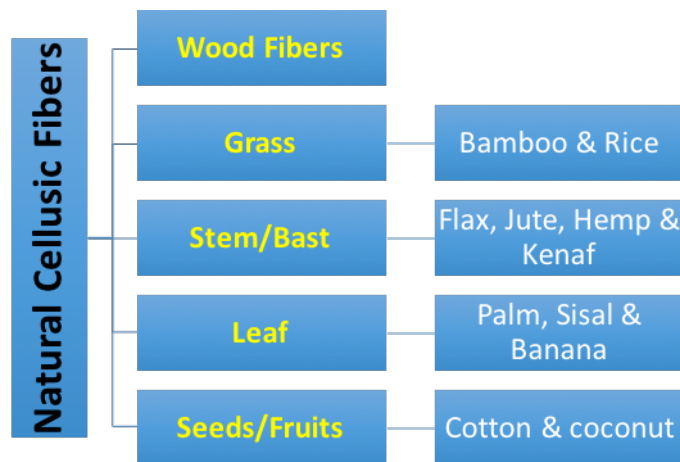 Natural Cellusic Fibers
Wood Fibers
Grass
Bamboo & Rice
Stem/Bast
Flax, Jute, Hemp &
Kenaf
Leaf
Palm, Sisal &
Banana
Seeds/Fruits
Cotton & coconut